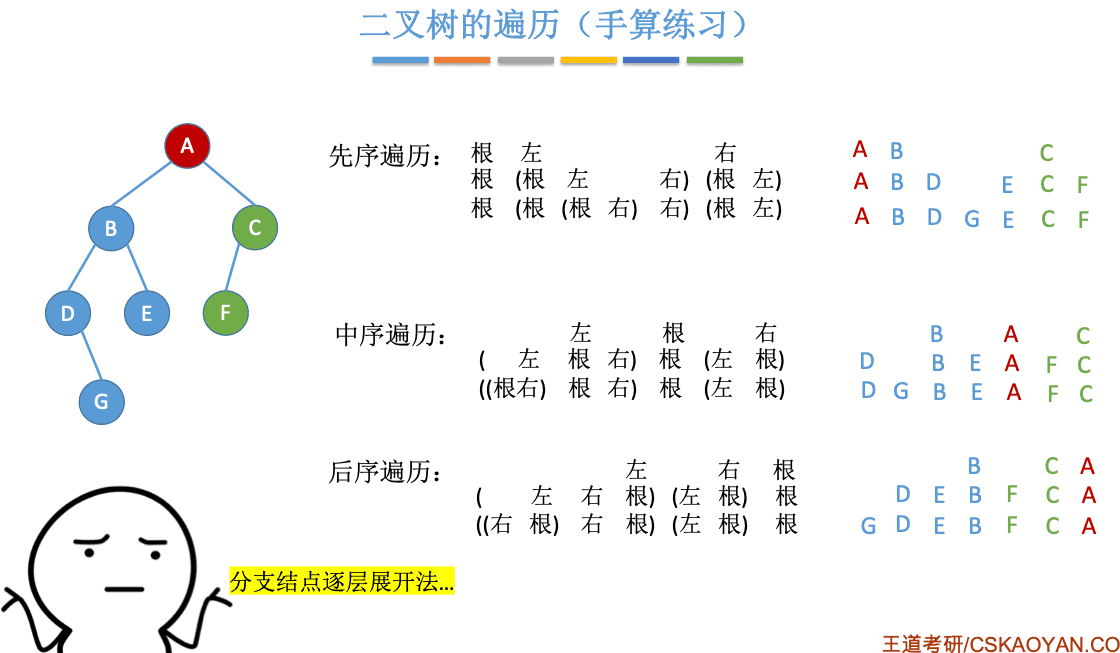 二叉树的遍历（手算练习）
A
B
C
D
E
F
G
先序遍历： 根 左 右 A B C
根 (根 左 右) (根 左) A B D E C F
根 (根 (根 右) 右) (根 左) A B D G E C F
中序遍历： 左 根 右 B A C
( 左 根 右) 根 (左 根) D B E A F C
((根右) 根 右) 根 (左 根) D G B E A F C
后序遍历： 左 右 根 B C A
( 左 右 根) (左 根) 根 D E B F C A
((右 根) 右 根) (左 根) 根 G D E B F C A
分支结点逐层展开法...
王道考研/CSKAOYAN.CO